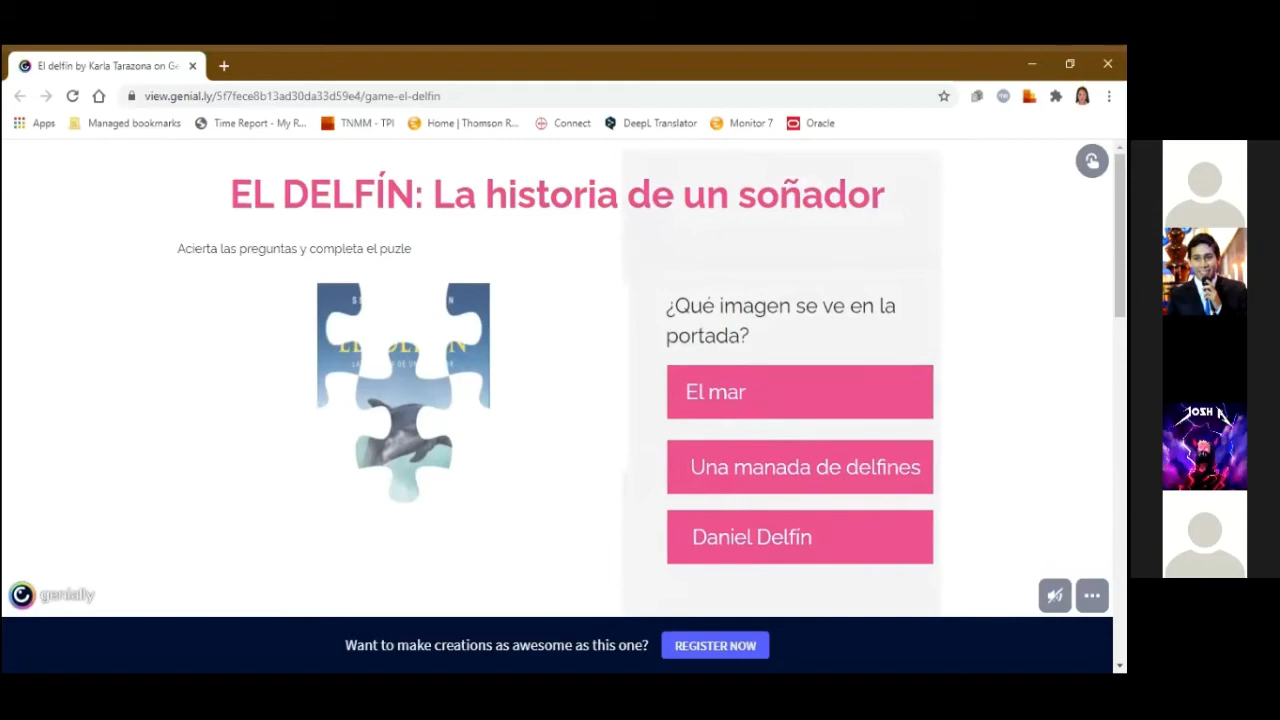 El delfín by Karla Tarazona on Ge
view.genial.ly/5f7fece8b13ad30da33d59e4/game-el-delfin
Apps
Managed bookmarks
Time Report - My R...
TNMM - TPI
Home | Thomson R...
Connect
DeepL Translator
Monitor 7
Oracle
EL DELFÍN: La historia de un soñador
Acierta las preguntas y completa el puzle
¿Qué imagen se ve en la
portada?
El mar
Una manada de delfines
Daniel Delfín
genially
Want to make creations as awesome as this one?
REGISTER NOW
JOSH A